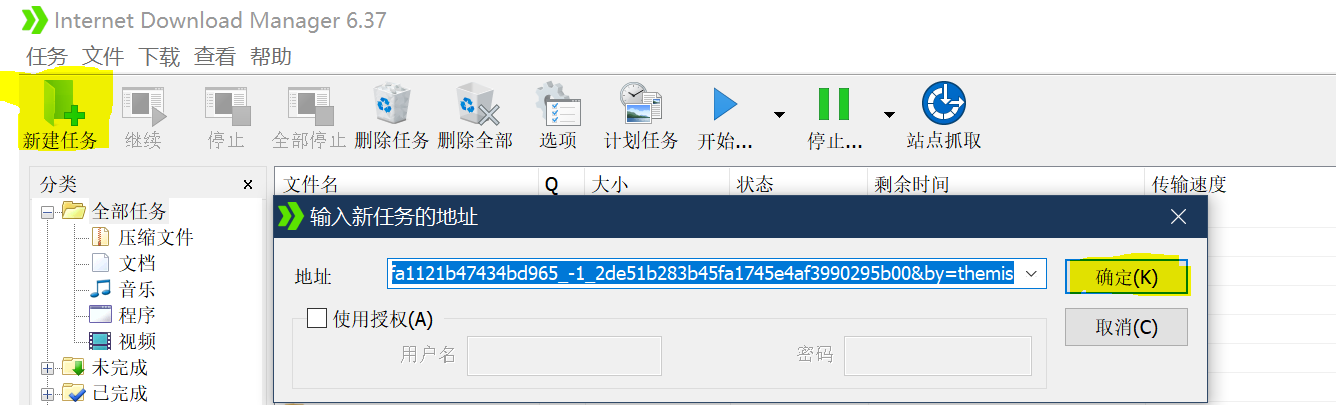 Internet Download Manager 6.37
任务 文件 下载 查看 帮助
新建任务 继续 停止 全部停止 删除任务 删除全部 选项 计划任务 开始... 停止... 站点抓取
分类 x 文件名 Q 大小 状态 剩余时间 传输速度
全部任务
压缩文件
文档
音乐
程序
视频
未完成
已完成
输入新任务的地址
地址 fa1121b47434bd965_-1_2de51b283b45fa1745e4af3990295b00&by=themis 确定(K)
使用授权(A) 取消(C)
用户名 密码